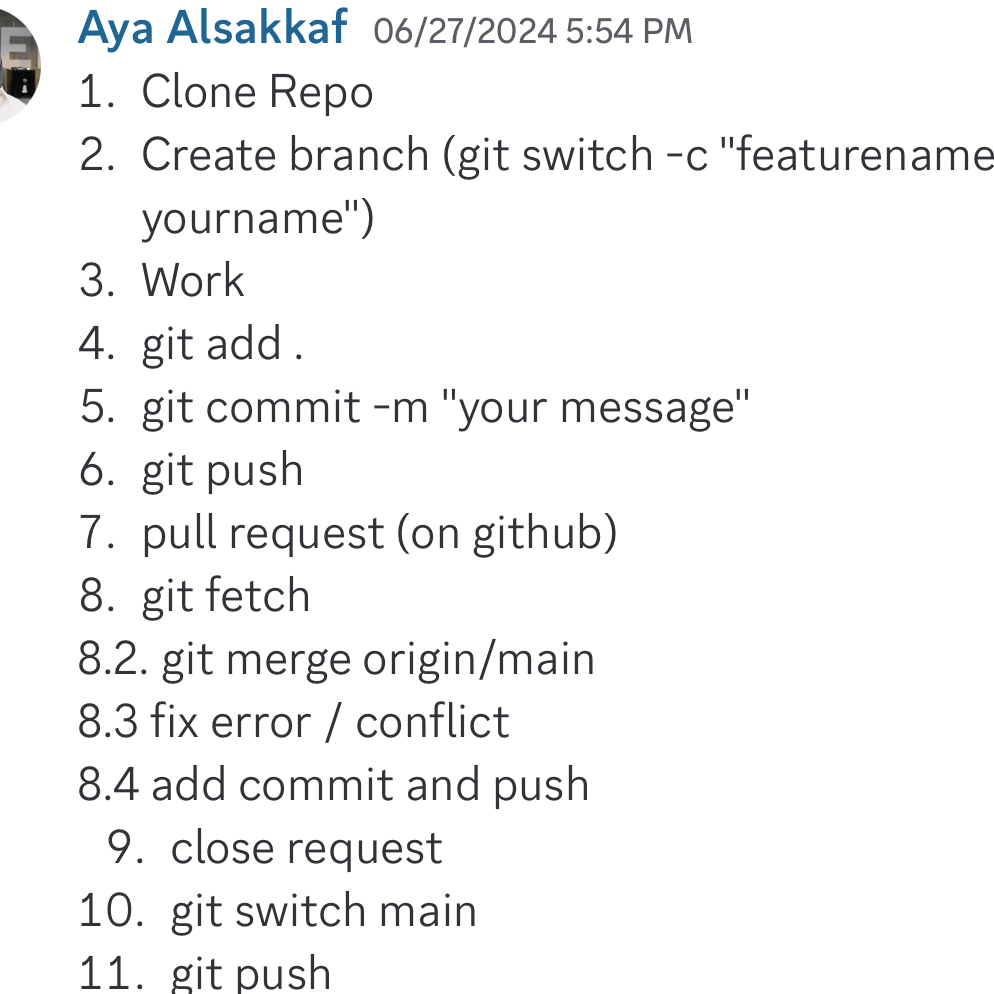 Aya Alsakkaf 06/27/2024 5:54 PM
1. Clone Repo
2. Create branch (git switch -c "featurename
yourname")
3. Work
4. git add .
5. git commit -m "your message"
6. git push
7. pull request (on github)
8. git fetch
8.2. git merge origin/main
8.3 fix error / conflict
8.4 add commit and push
9. close request
10. git switch main
11. git push